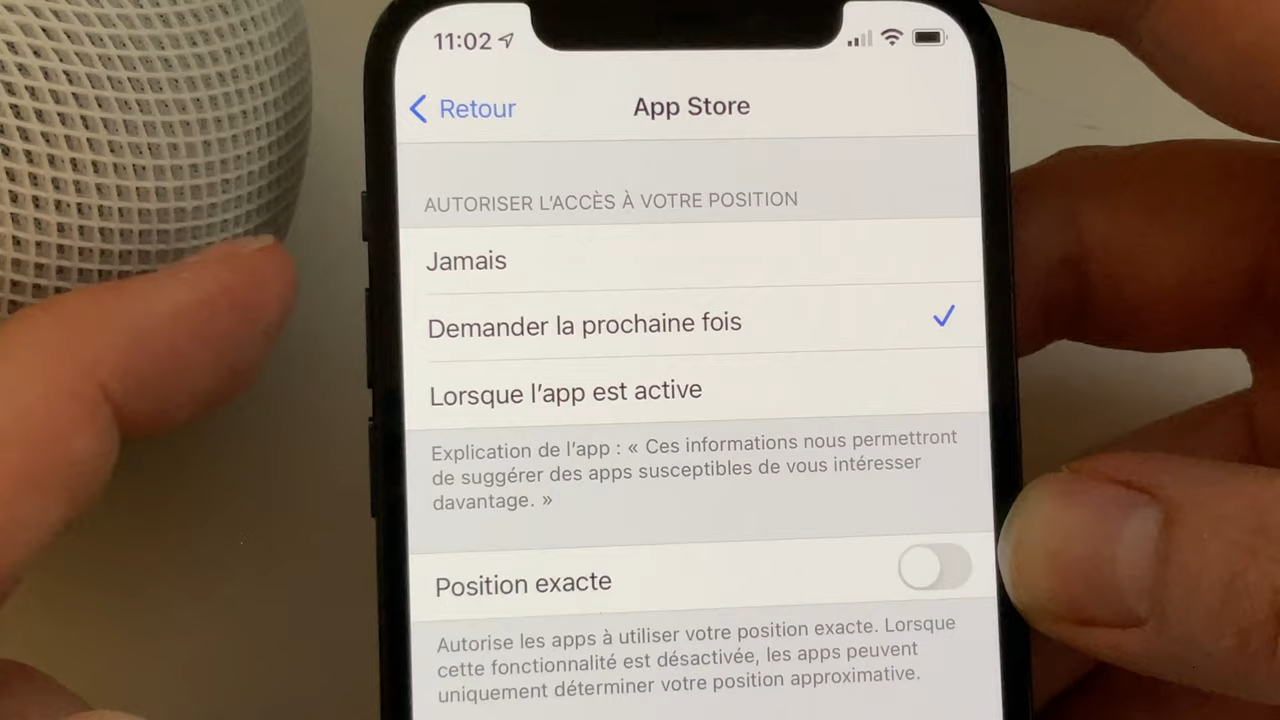 11:02
Retour
App Store
AUTORISER L'ACCÈS À VOTRE POSITION
Jamais
Demander la prochaine fois
Lorsque l'app est active
Explication de l'app : « Ces informations nous permettront
de suggérer des apps susceptibles de vous intéresser
davantage. »
Position exacte
Autorise les apps à utiliser votre position exacte. Lorsque
cette fonctionnalité est désactivée, les apps peuvent
uniquement déterminer votre position approximative.